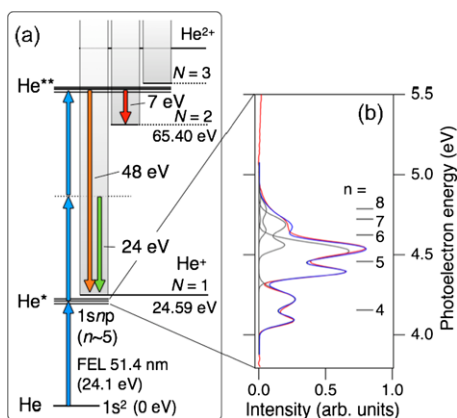 (a)
He²⁺
He**
N = 3
7 eV
N = 2
65.40 eV
48 eV
24 eV
He⁺
N = 1
24.59 eV
He*
1snp
(n~5)
FEL 51.4 nm
(24.1 eV)
He
1s² (0 eV)
(b)
n =
8
7
6
5
4
5.5
5.0
4.5
4.0
Photoelectron energy (eV)
0.0
0.4
0.8
Intensity (arb. units)